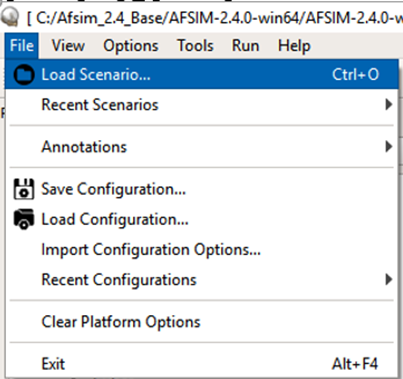 [ C:/Afsim_2.4_Base/AFSIM-2.4.0-win64/AFSIM-2.4.0-w
File View Options Tools Run Help
Load Scenario... Ctrl+O
Recent Scenarios
Annotations
Save Configuration...
Load Configuration...
Import Configuration Options...
Recent Configurations
Clear Platform Options
Exit Alt+F4